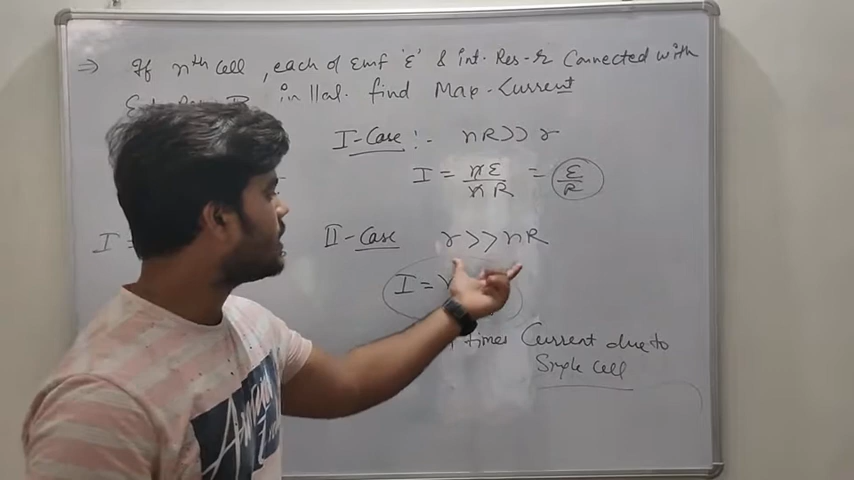 ⇒ If nth cell, each of Emf 'ε' & int. Res-r Connected with
in llal. find Max-Current
I-Case :- nR>>r
I = nε/nR = ε/R
II-Case r>>nR
I =
I =
times Current due to
Single Cell